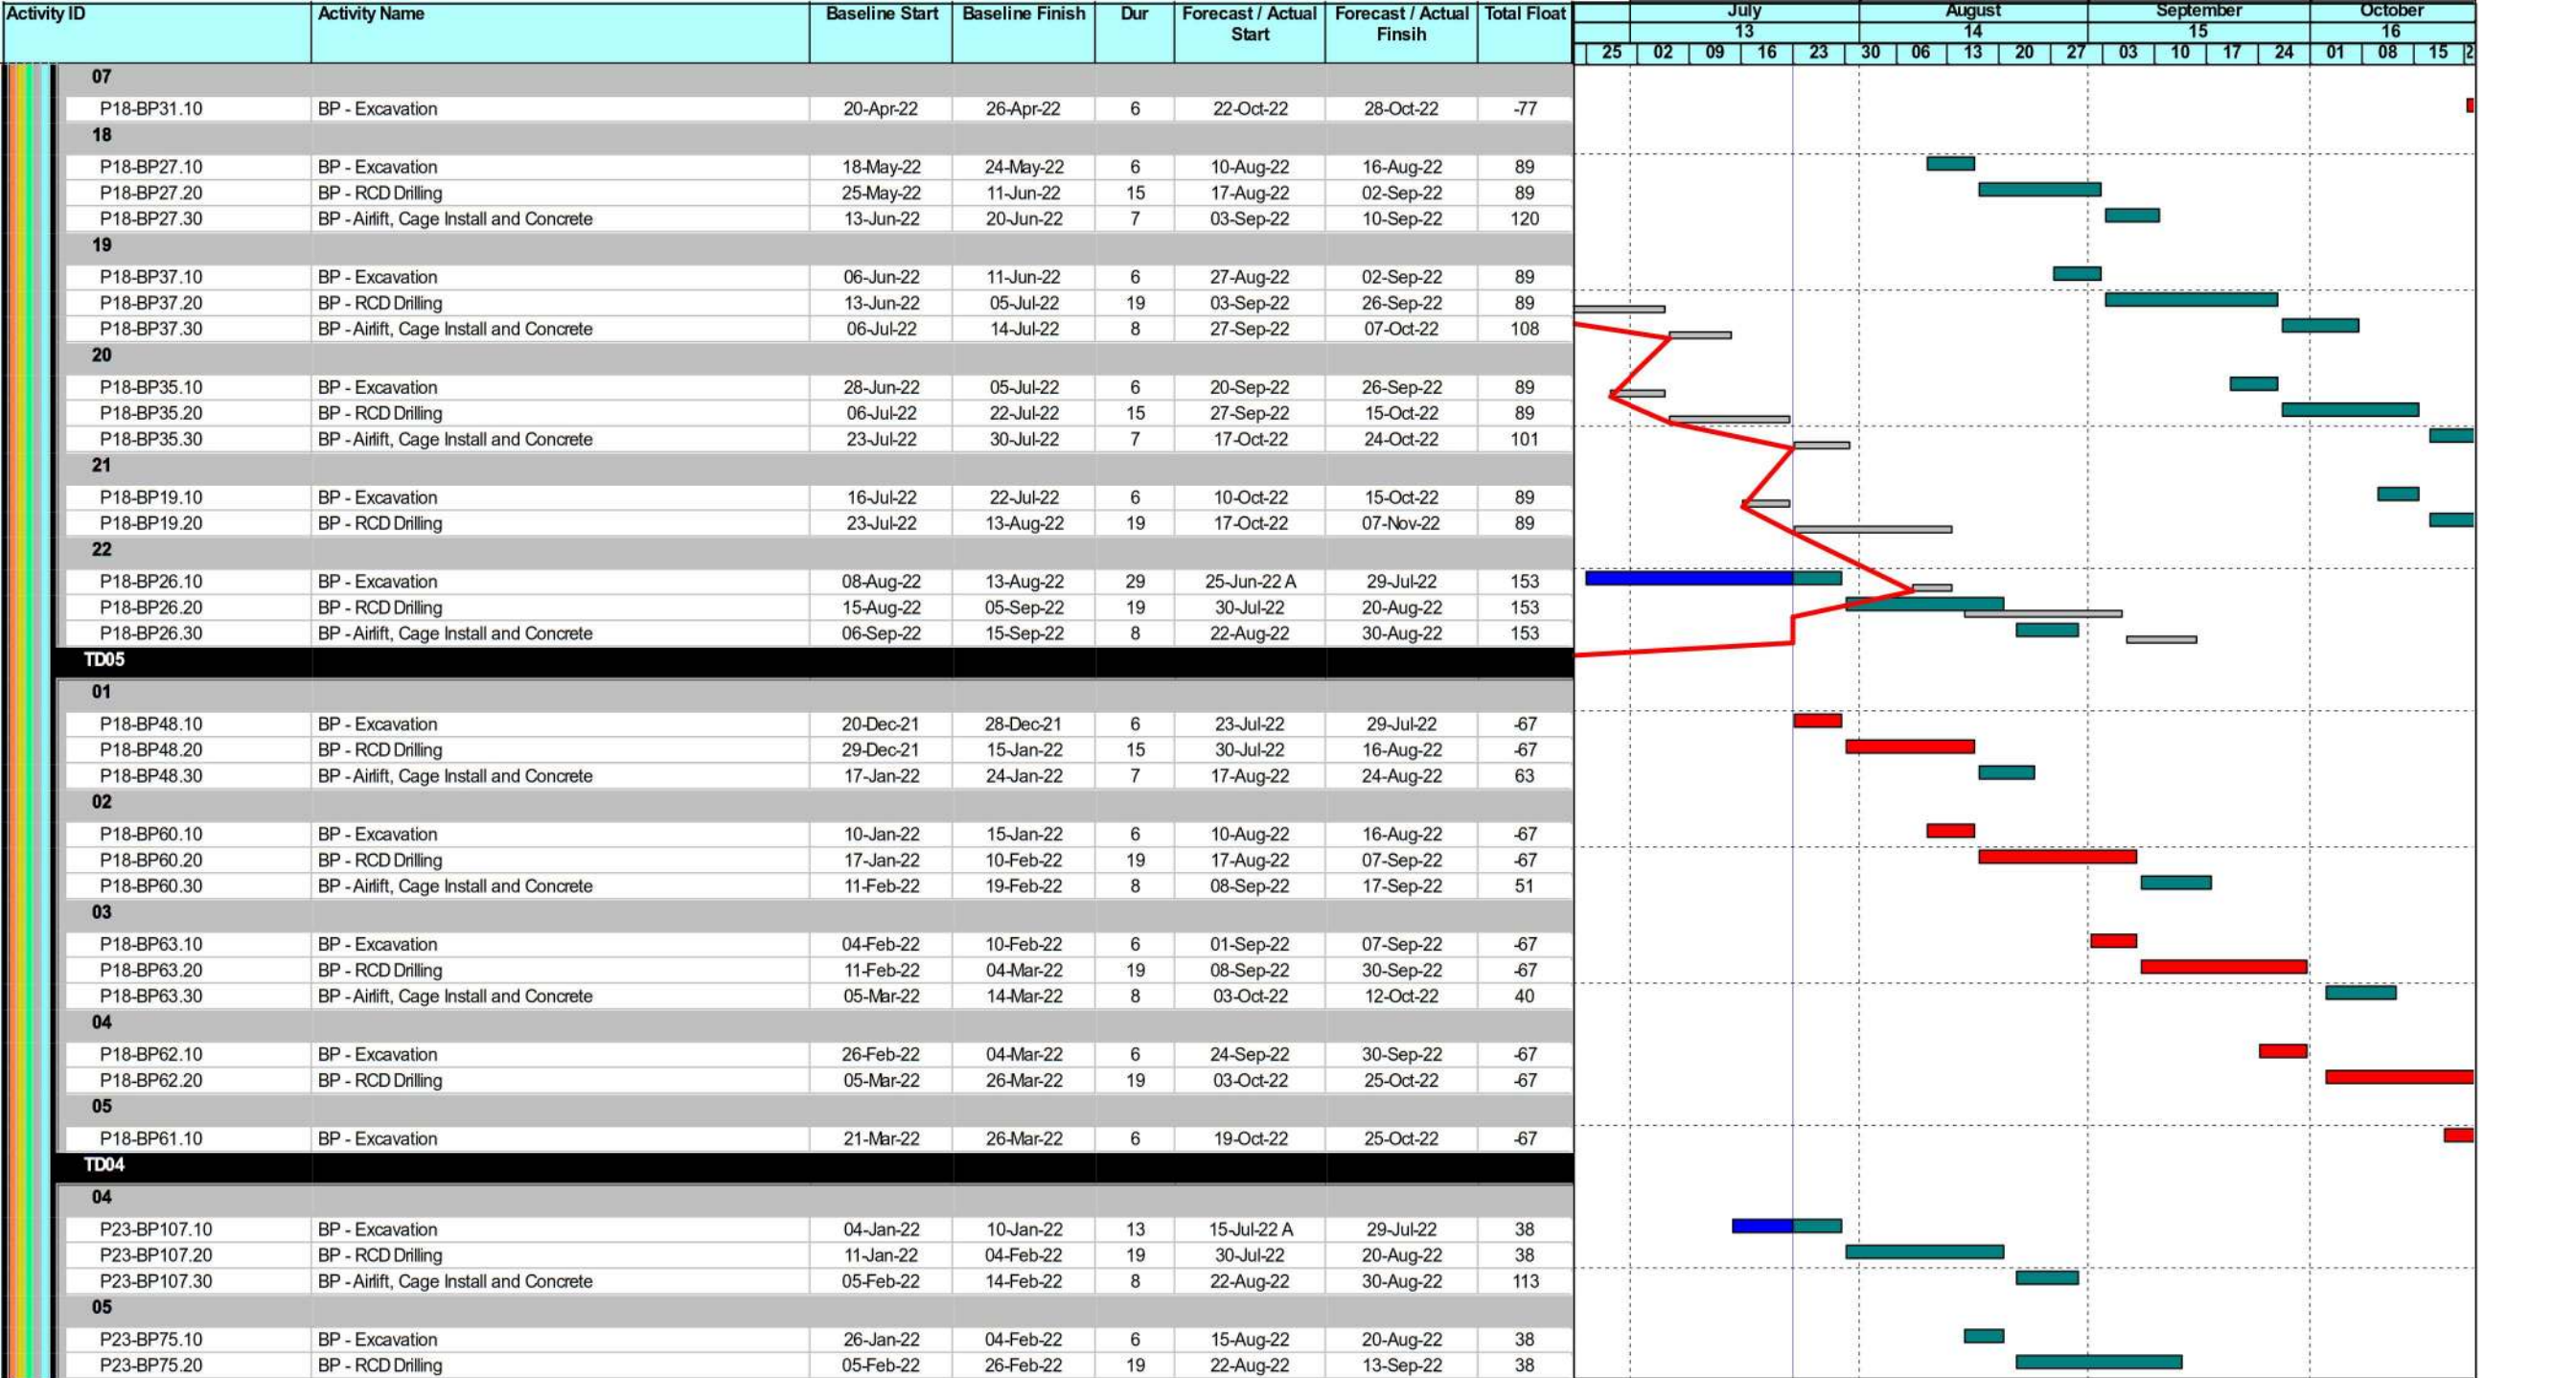 Activity ID Activity Name Baseline Start Baseline Finish Dur Forecast / Actual Start Forecast / Actual Finsih Total Float July August September October
13 14 15 16
25 02 09 16 23 30 06 13 20 27 03 10 17 24 01 08 15 2
07
P18-BP31.10 BP - Excavation 20-Apr-22 26-Apr-22 6 22-Oct-22 28-Oct-22 -77
18
P18-BP27.10 BP - Excavation 18-May-22 24-May-22 6 10-Aug-22 16-Aug-22 89
P18-BP27.20 BP - RCD Drilling 25-May-22 11-Jun-22 15 17-Aug-22 02-Sep-22 89
P18-BP27.30 BP - Airlift, Cage Install and Concrete 13-Jun-22 20-Jun-22 7 03-Sep-22 10-Sep-22 120
19
P18-BP37.10 BP - Excavation 06-Jun-22 11-Jun-22 6 27-Aug-22 02-Sep-22 89
P18-BP37.20 BP - RCD Drilling 13-Jun-22 05-Jul-22 19 03-Sep-22 26-Sep-22 89
P18-BP37.30 BP - Airlift, Cage Install and Concrete 06-Jul-22 14-Jul-22 8 27-Sep-22 07-Oct-22 108
20
P18-BP35.10 BP - Excavation 28-Jun-22 05-Jul-22 6 20-Sep-22 26-Sep-22 89
P18-BP35.20 BP - RCD Drilling 06-Jul-22 22-Jul-22 15 27-Sep-22 15-Oct-22 89
P18-BP35.30 BP - Airlift, Cage Install and Concrete 23-Jul-22 30-Jul-22 7 17-Oct-22 24-Oct-22 101
21
P18-BP19.10 BP - Excavation 16-Jul-22 22-Jul-22 6 10-Oct-22 15-Oct-22 89
P18-BP19.20 BP - RCD Drilling 23-Jul-22 13-Aug-22 19 17-Oct-22 07-Nov-22 89
22
P18-BP26.10 BP - Excavation 08-Aug-22 13-Aug-22 29 25-Jun-22 A 29-Jul-22 153
P18-BP26.20 BP - RCD Drilling 15-Aug-22 05-Sep-22 19 30-Jul-22 20-Aug-22 153
P18-BP26.30 BP - Airlift, Cage Install and Concrete 06-Sep-22 15-Sep-22 8 22-Aug-22 30-Aug-22 153
TD05
01
P18-BP48.10 BP - Excavation 20-Dec-21 28-Dec-21 6 23-Jul-22 29-Jul-22 -67
P18-BP48.20 BP - RCD Drilling 29-Dec-21 15-Jan-22 15 30-Jul-22 16-Aug-22 -67
P18-BP48.30 BP - Airlift, Cage Install and Concrete 17-Jan-22 24-Jan-22 7 17-Aug-22 24-Aug-22 63
02
P18-BP60.10 BP - Excavation 10-Jan-22 15-Jan-22 6 10-Aug-22 16-Aug-22 -67
P18-BP60.20 BP - RCD Drilling 17-Jan-22 10-Feb-22 19 17-Aug-22 07-Sep-22 -67
P18-BP60.30 BP - Airlift, Cage Install and Concrete 11-Feb-22 19-Feb-22 8 08-Sep-22 17-Sep-22 51
03
P18-BP63.10 BP - Excavation 04-Feb-22 10-Feb-22 6 01-Sep-22 07-Sep-22 -67
P18-BP63.20 BP - RCD Drilling 11-Feb-22 04-Mar-22 19 08-Sep-22 30-Sep-22 -67
P18-BP63.30 BP - Airlift, Cage Install and Concrete 05-Mar-22 14-Mar-22 8 03-Oct-22 12-Oct-22 40
04
P18-BP62.10 BP - Excavation 26-Feb-22 04-Mar-22 6 24-Sep-22 30-Sep-22 -67
P18-BP62.20 BP - RCD Drilling 05-Mar-22 26-Mar-22 19 03-Oct-22 25-Oct-22 -67
05
P18-BP61.10 BP - Excavation 21-Mar-22 26-Mar-22 6 19-Oct-22 25-Oct-22 -67
TD04
04
P23-BP107.10 BP - Excavation 04-Jan-22 10-Jan-22 13 15-Jul-22 A 29-Jul-22 38
P23-BP107.20 BP - RCD Drilling 11-Jan-22 04-Feb-22 19 30-Jul-22 20-Aug-22 38
P23-BP107.30 BP - Airlift, Cage Install and Concrete 05-Feb-22 14-Feb-22 8 22-Aug-22 30-Aug-22 113
05
P23-BP75.10 BP - Excavation 26-Jan-22 04-Feb-22 6 15-Aug-22 20-Aug-22 38
P23-BP75.20 BP - RCD Drilling 05-Feb-22 26-Feb-22 19 22-Aug-22 13-Sep-22 38